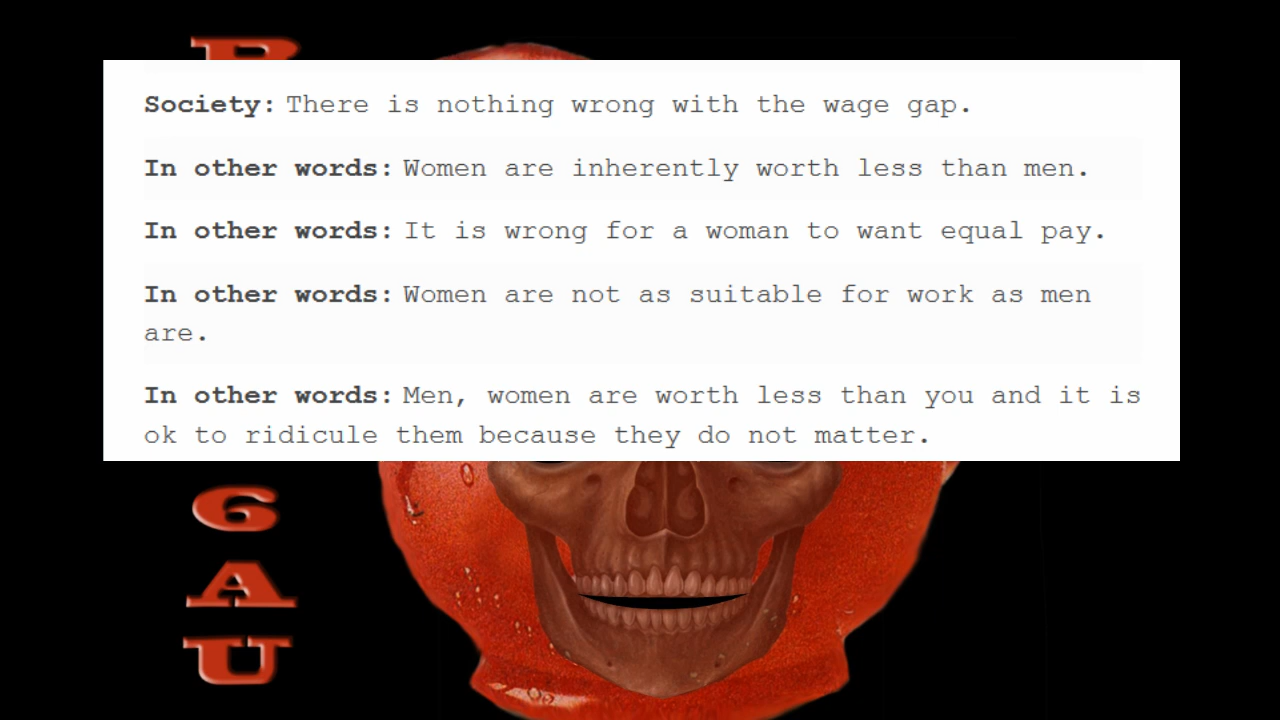 Society: There is nothing wrong with the wage gap.
In other words: Women are inherently worth less than men.
In other words: It is wrong for a woman to want equal pay.
In other words: Women are not as suitable for work as men
are.
In other words: Men, women are worth less than you and it is
ok to ridicule them because they do not matter.
6
A
U